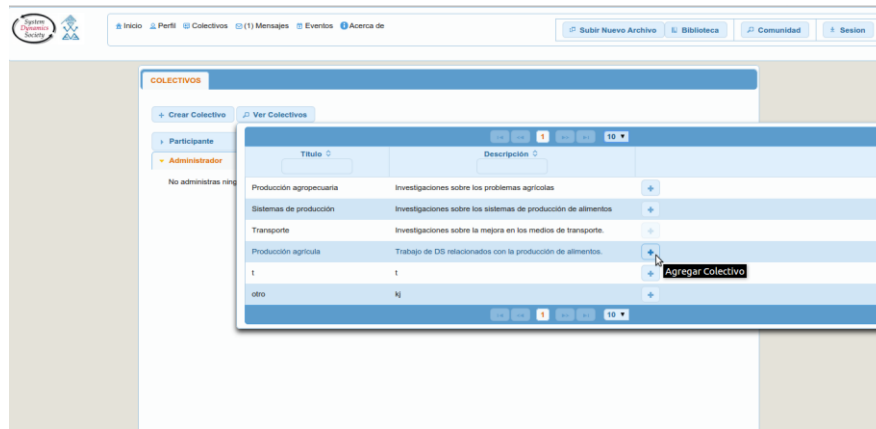 System
Dynamics
Society
Inicio Perfil Colectivos (1) Mensajes Eventos Acerca de
Subir Nuevo Archivo Biblioteca Comunidad Sesion
COLECTIVOS
Crear Colectivo Ver Colectivos
Participante
Administrador
No administras ning
1 10
Título Descripción
Producción agropecuaria Investigaciones sobre los problemas agrícolas
Sistemas de producción Investigaciones sobre los sistemas de producción de alimentos
Transporte Investigaciones sobre la mejora en los medios de transporte.
Producción agrícula Trabajo de DS relacionados con la producción de alimentos.
Agregar Colectivo
t t
otro kj
1 10